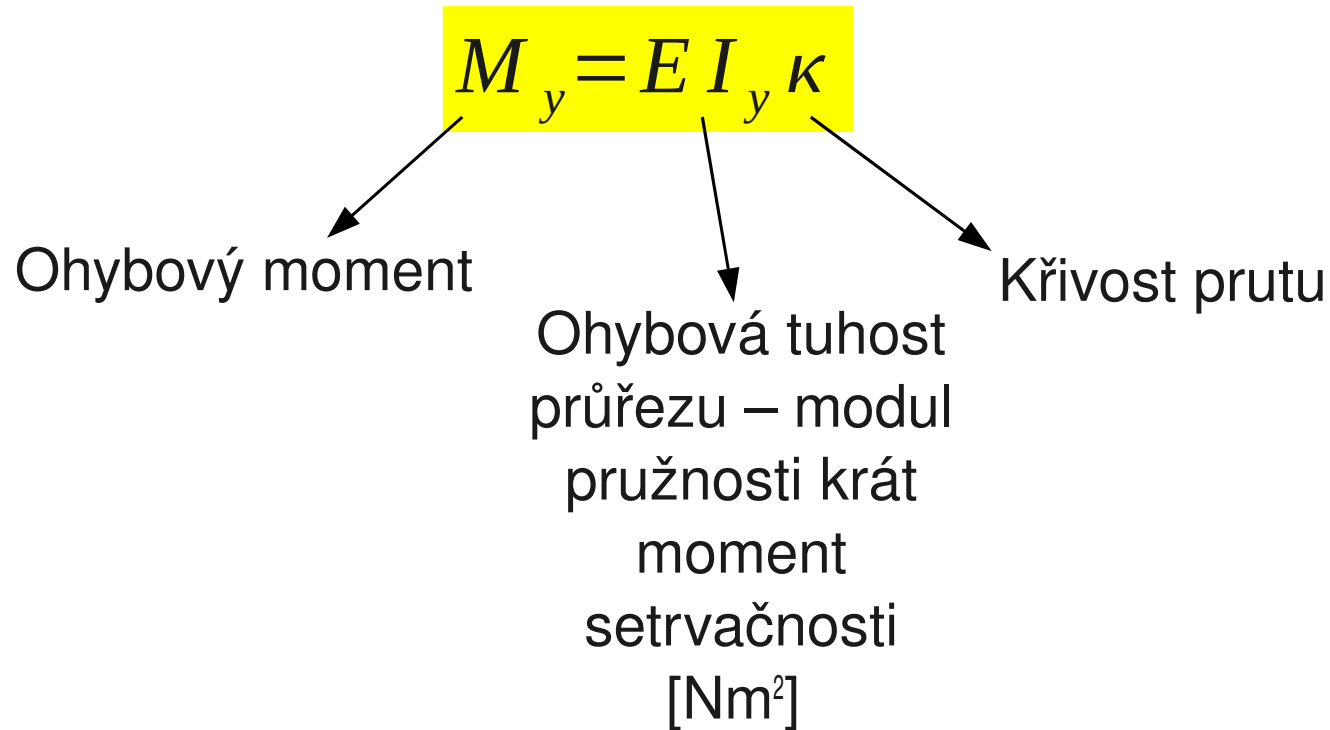 M_y = E I_y κ
Ohybový moment
Křivost prutu
Ohybová tuhost
průřezu – modul
pružnosti krát
moment
setrvačnosti
[Nm²]